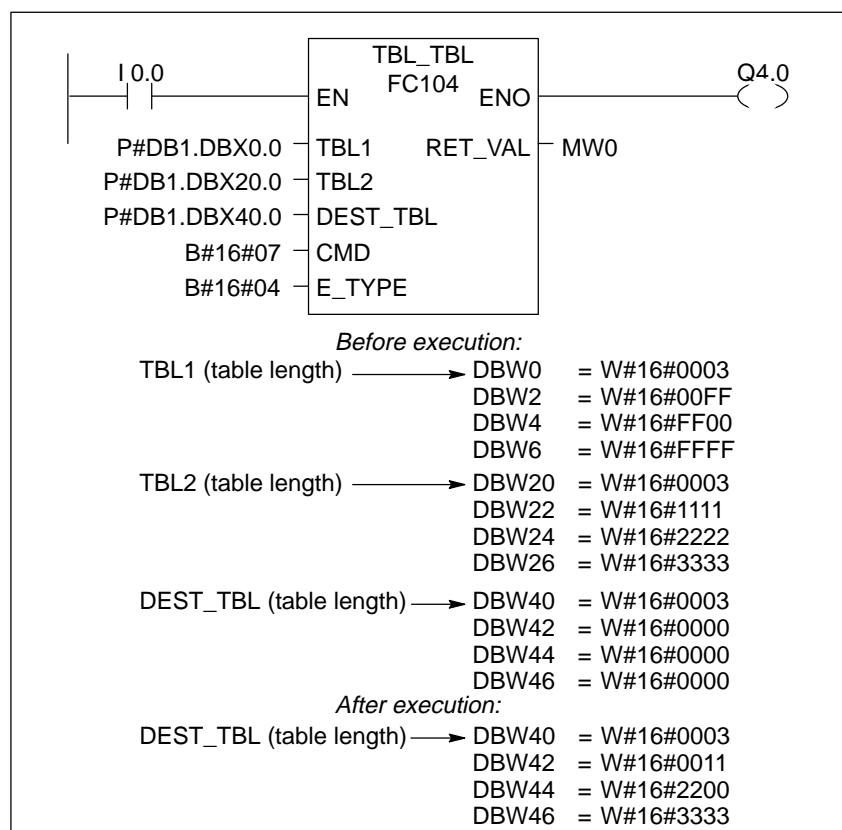 TBL_TBL
I 0.0 FC104 Q4.0
EN ENO
P#DB1.DBX0.0 TBL1 RET_VAL MW0
P#DB1.DBX20.0 TBL2
P#DB1.DBX40.0 DEST_TBL
B#16#07 CMD
B#16#04 E_TYPE
Before execution:
TBL1 (table length) DBW0 = W#16#0003
DBW2 = W#16#00FF
DBW4 = W#16#FF00
DBW6 = W#16#FFFF
TBL2 (table length) DBW20 = W#16#0003
DBW22 = W#16#1111
DBW24 = W#16#2222
DBW26 = W#16#3333
DEST_TBL (table length) DBW40 = W#16#0003
DBW42 = W#16#0000
DBW44 = W#16#0000
DBW46 = W#16#0000
After execution:
DEST_TBL (table length) DBW40 = W#16#0003
DBW42 = W#16#0011
DBW44 = W#16#2200
DBW46 = W#16#3333